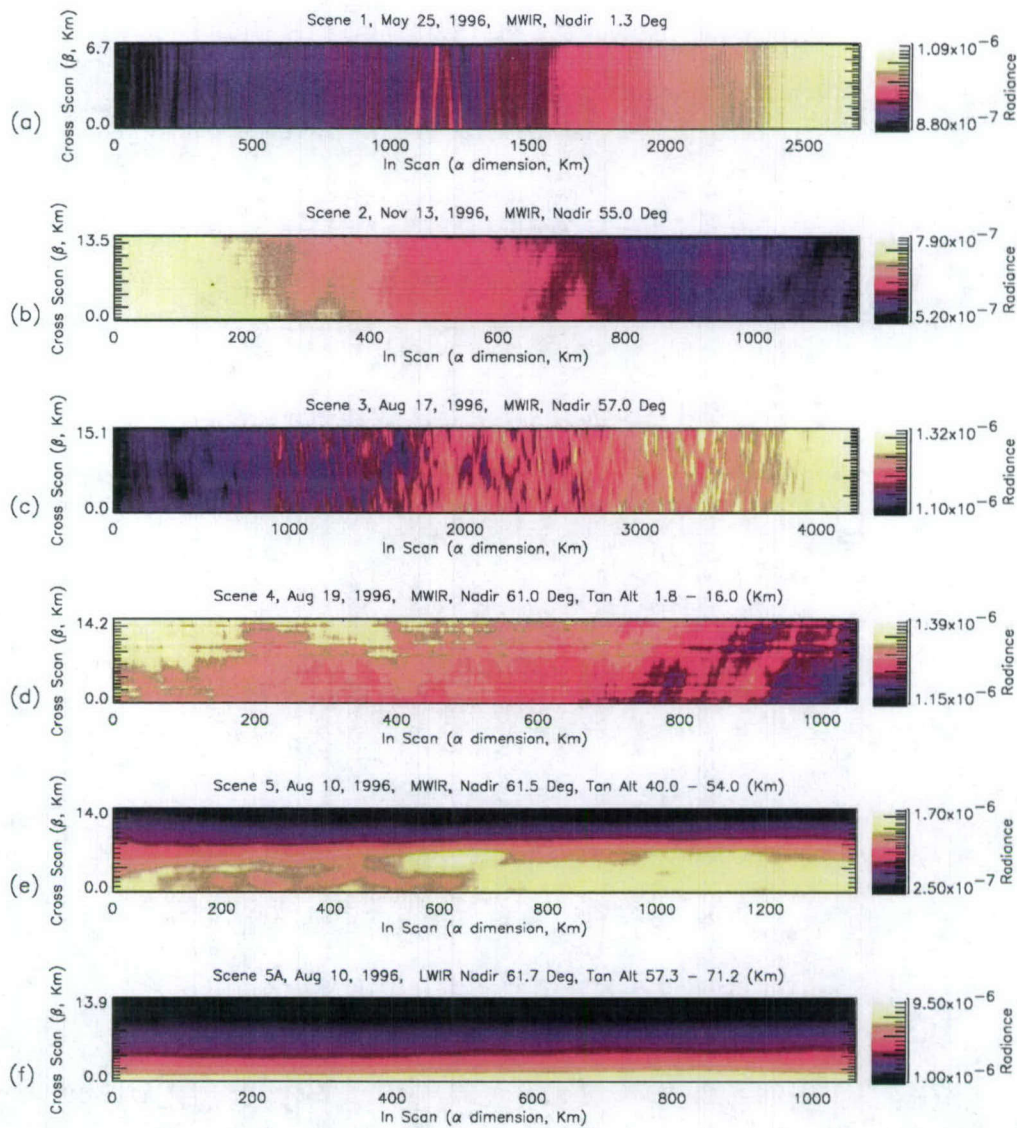 Scene 1, May 25, 1996, MWIR, Nadir 1.3 Deg
(a)
Cross Scan (β, Km)
6.7
0.0
0 500 1000 1500 2000 2500
In Scan (α dimension, Km)
1.09x10⁻⁶
8.80x10⁻⁷
Radiance
Scene 2, Nov 13, 1996, MWIR, Nadir 55.0 Deg
(b)
Cross Scan (β, Km)
13.5
0.0
0 200 400 600 800 1000
In Scan (α dimension, Km)
7.90x10⁻⁷
5.20x10⁻⁷
Radiance
Scene 3, Aug 17, 1996, MWIR, Nadir 57.0 Deg
(c)
Cross Scan (β, Km)
15.1
0.0
0 1000 2000 3000 4000
In Scan (α dimension, Km)
1.32x10⁻⁶
1.10x10⁻⁶
Radiance
Scene 4, Aug 19, 1996, MWIR, Nadir 61.0 Deg, Tan Alt 1.8 – 16.0 (Km)
(d)
Cross Scan (β, Km)
14.2
0.0
0 200 400 600 800 1000
In Scan (α dimension, Km)
1.39x10⁻⁶
1.15x10⁻⁶
Radiance
Scene 5, Aug 10, 1996, MWIR, Nadir 61.5 Deg, Tan Alt 40.0 – 54.0 (Km)
(e)
Cross Scan (β, Km)
14.0
0.0
0 200 400 600 800 1000 1200
In Scan (α dimension, Km)
1.70x10⁻⁶
2.50x10⁻⁷
Radiance
Scene 5A, Aug 10, 1996, LWIR Nadir 61.7 Deg, Tan Alt 57.3 – 71.2 (Km)
(f)
Cross Scan (β, Km)
13.9
0.0
0 200 400 600 800 1000
In Scan (α dimension, Km)
9.50x10⁻⁶
1.00x10⁻⁶
Radiance